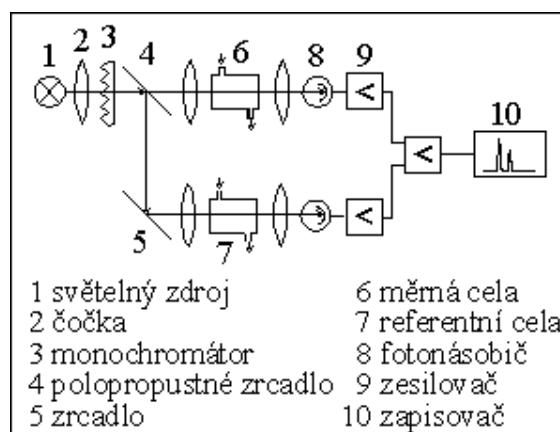 1 2 3 4 6 8 9
10
< < <
5 7
1 světelný zdroj
2 čočka
3 monochromátor
4 polopropustné zrcadlo
5 zrcadlo
6 měrná cela
7 referentní cela
8 fotonásobič
9 zesilovač
10 zapisovač